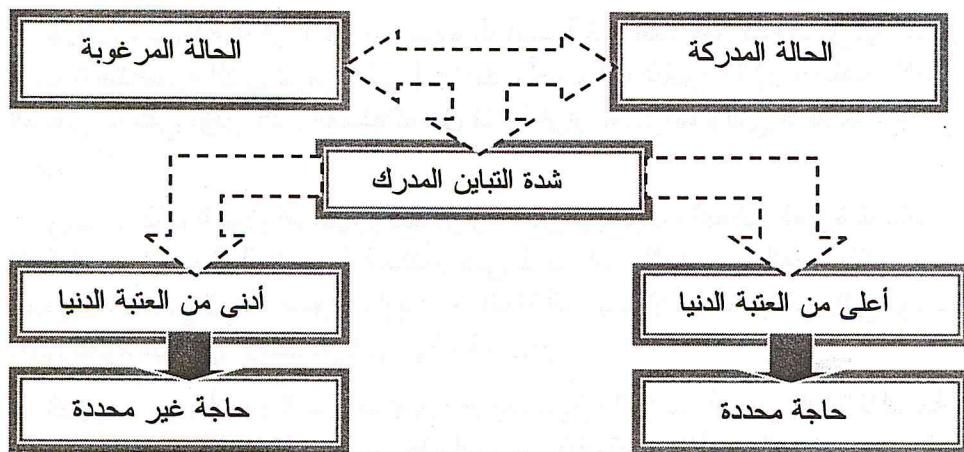 الحالة المدركة
الحالة المرغوبة
شدة التباين المدرك
أعلى من العتبة الدنيا
أدنى من العتبة الدنيا
حاجة محددة
حاجة غير محددة